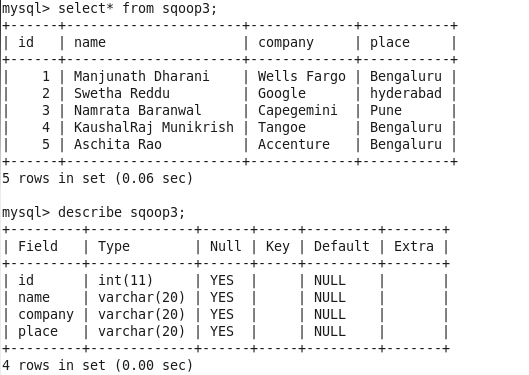 mysql> select* from sqoop3;
+------+----------------------+-------------+-----------+
| id   | name                 | company     | place     |
+------+----------------------+-------------+-----------+
|    1 | Manjunath Dharani    | Wells Fargo | Bengaluru |
|    2 | Swetha Reddu         | Google      | hyderabad |
|    3 | Namrata Baranwal     | Capegemini  | Pune      |
|    4 | KaushalRaj Munikrish | Tangoe      | Bengaluru |
|    5 | Aschita Rao          | Accenture   | Bengaluru |
+------+----------------------+-------------+-----------+
5 rows in set (0.06 sec)
mysql> describe sqoop3;
+---------+-------------+------+-----+---------+-------+
| Field   | Type        | Null | Key | Default | Extra |
+---------+-------------+------+-----+---------+-------+
| id      | int(11)     | YES  |     | NULL    |       |
| name    | varchar(20) | YES  |     | NULL    |       |
| company | varchar(20) | YES  |     | NULL    |       |
| place   | varchar(20) | YES  |     | NULL    |       |
+---------+-------------+------+-----+---------+-------+
4 rows in set (0.00 sec)